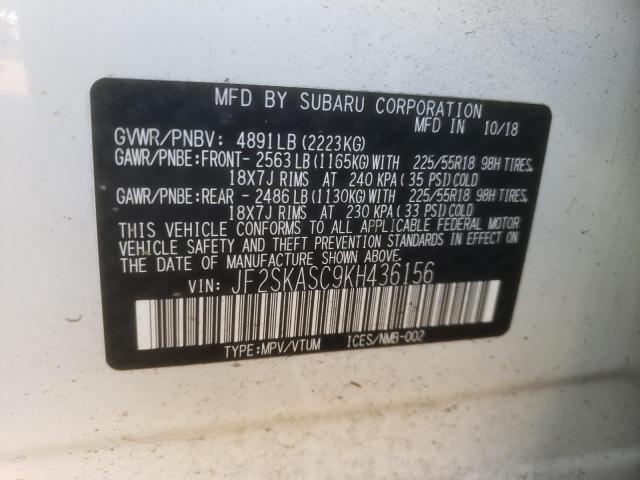 MFD BY SUBARU CORPORATION
MFD IN 10/18
GVWR/PNBV: 4891LB (2223KG)
GAWR/PNBE:FRONT- 2563LB (1165KG) WITH 225/55R18 98H TIRES.
18X7J RIMS AT 240 KPA (35 PSI) COLD
GAWR/PNBE:REAR - 2486LB (1130KG) WITH 225/55R18 98H TIRES.
18X7J RIMS AT 230 KPA (33 PSI) COLD
THIS VEHICLE CONFORMS TO ALL APPLICABLE FEDERAL MOTOR
VEHICLE SAFETY AND THEFT PREVENTION STANDARDS IN EFFECT ON
THE DATE OF MANUFACTURE SHOWN ABOVE.
VIN: JF2SKASC9KH436156
TYPE:MPV/VTUM ICES/NMB-002